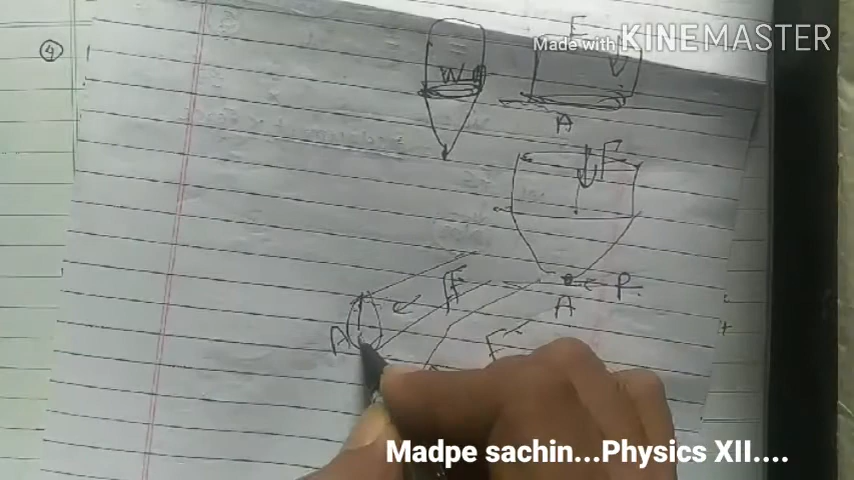 4
E
Made with KINEMASTER
W
A
F
F
P
A
A
F
Madpe sachin...Physics XII....